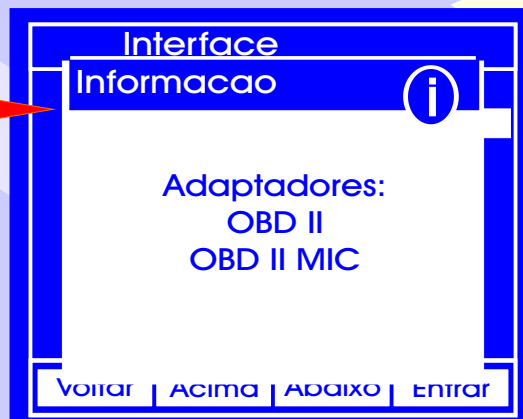 Interface
Informacao
i
Adaptadores:
OBD II
OBD II MIC
Voltar Acima Abaixo Entrar